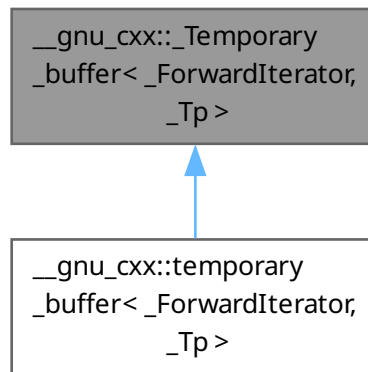 __gnu_cxx::_Temporary
_buffer< _ForwardIterator,
_Tp >
__gnu_cxx::temporary
_buffer< _ForwardIterator,
_Tp >